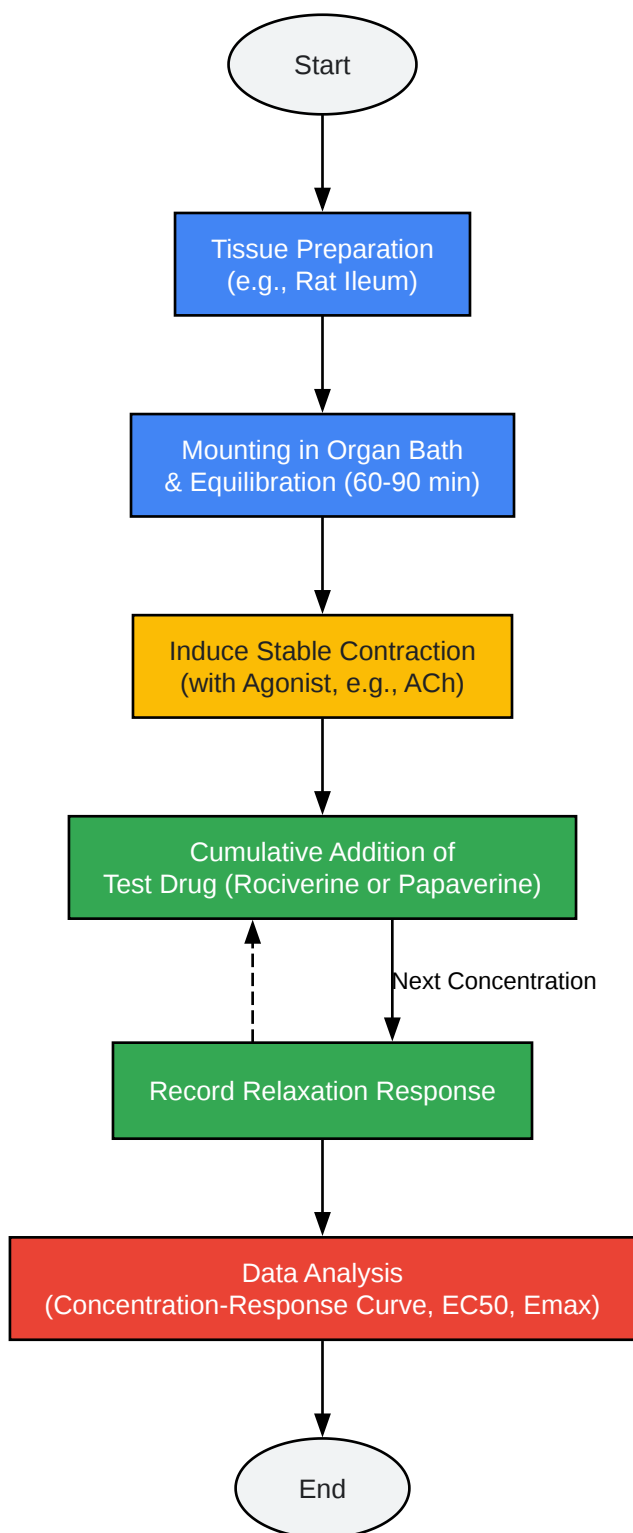 Start
Tissue Preparation
(e.g., Rat Ileum)
Mounting in Organ Bath
& Equilibration (60-90 min)
Induce Stable Contraction
(with Agonist, e.g., ACh)
Cumulative Addition of
Test Drug (Rociverine or Papaverine)
Next Concentration
Record Relaxation Response
Data Analysis
(Concentration-Response Curve, EC50, Emax)
End